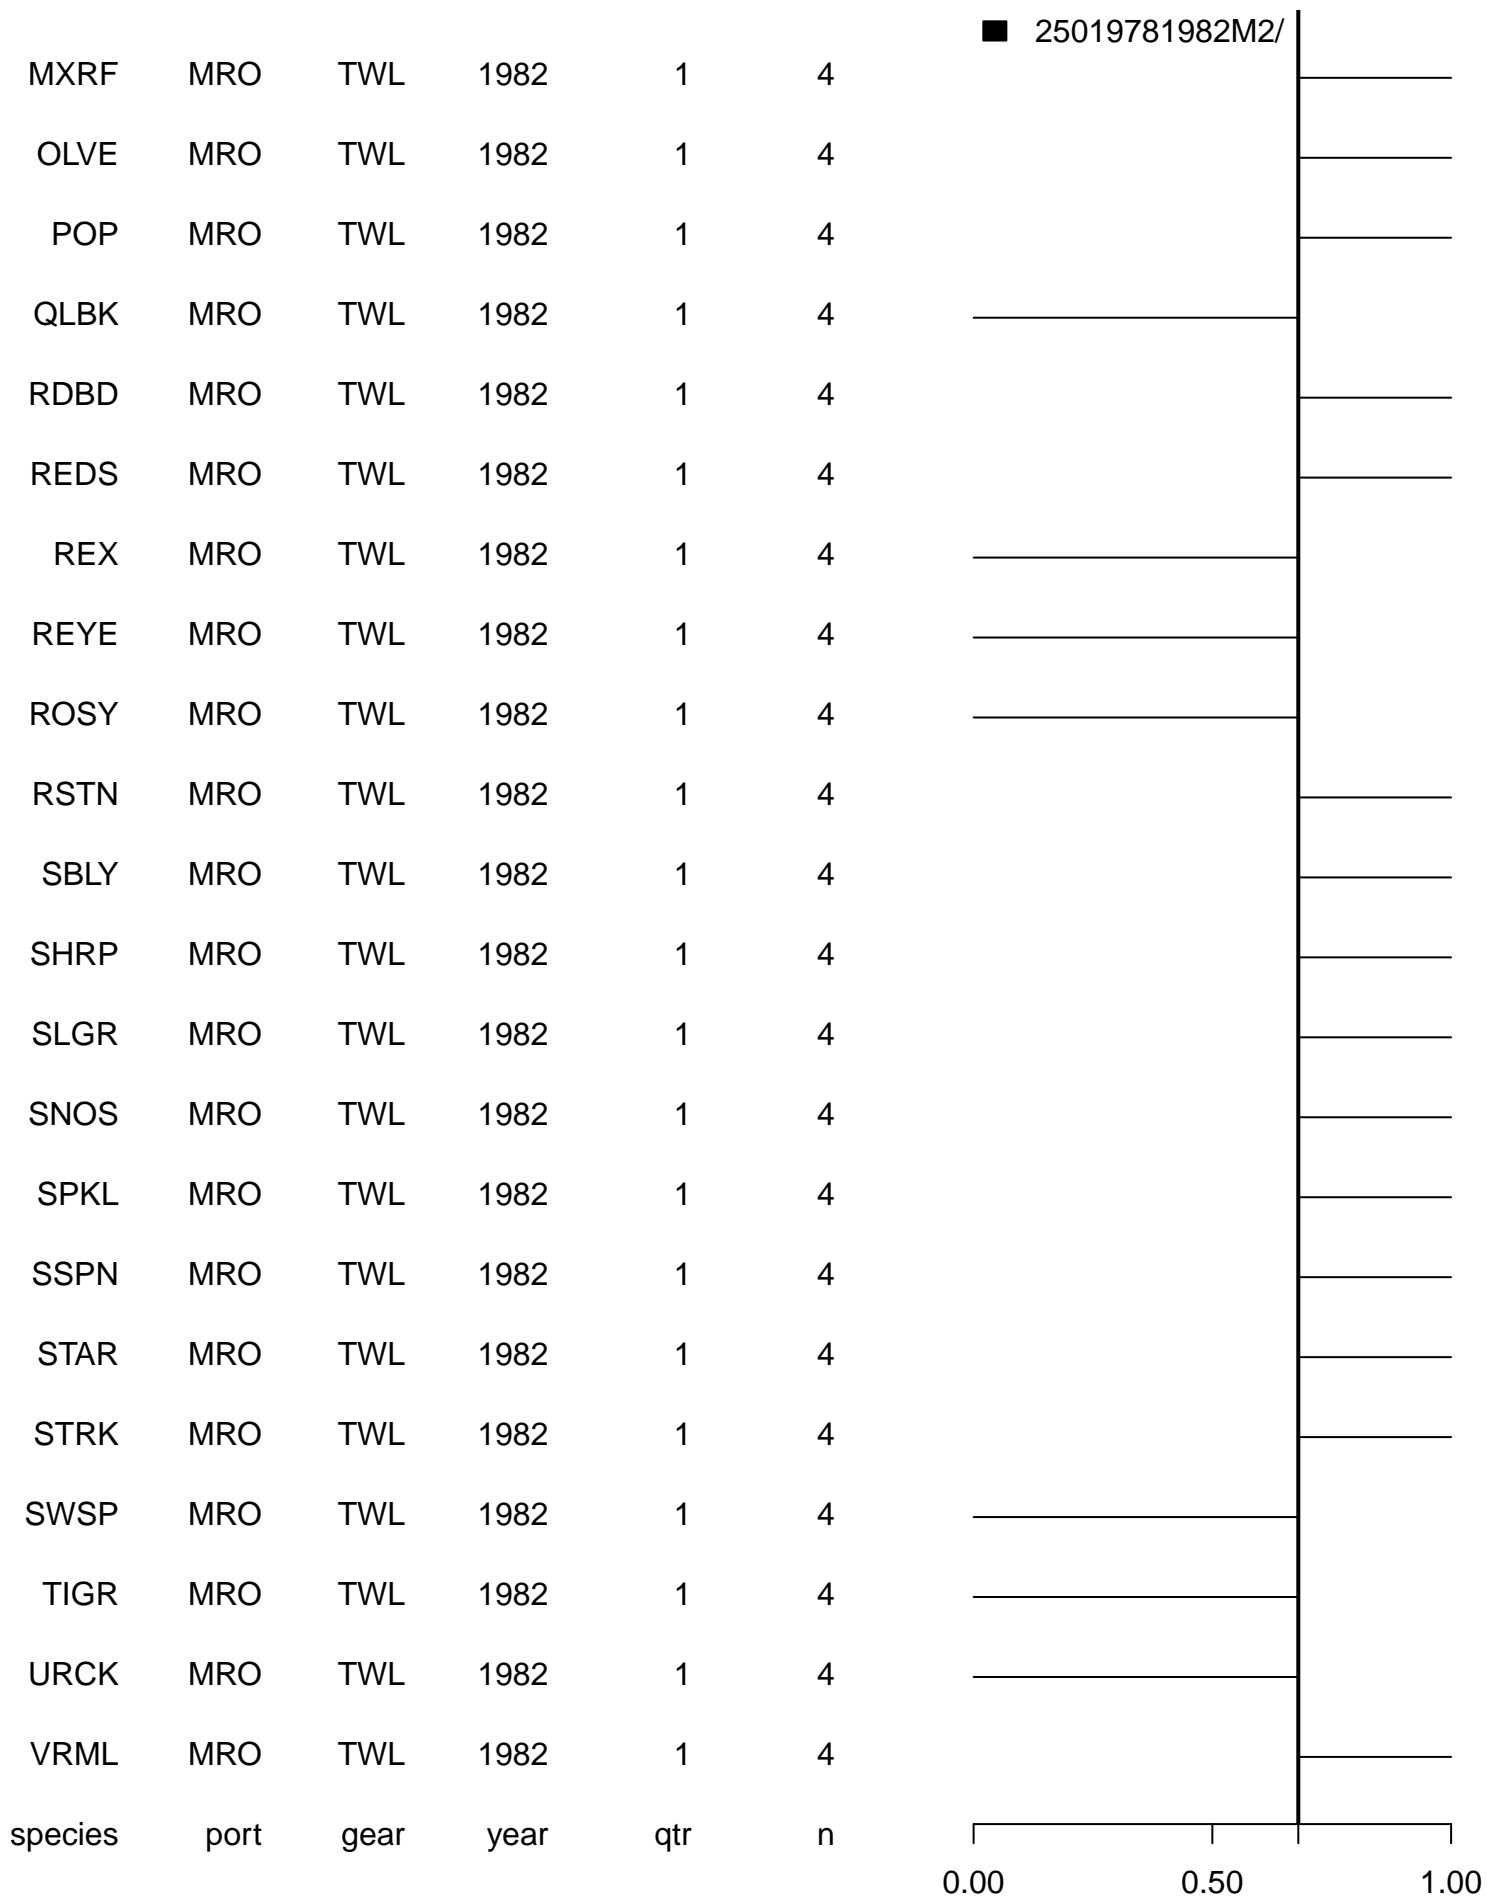 25019781982M2/
MXRF MRO TWL 1982 1 4
OLVE MRO TWL 1982 1 4
POP MRO TWL 1982 1 4
QLBK MRO TWL 1982 1 4
RDBD MRO TWL 1982 1 4
REDS MRO TWL 1982 1 4
REX MRO TWL 1982 1 4
REYE MRO TWL 1982 1 4
ROSY MRO TWL 1982 1 4
RSTN MRO TWL 1982 1 4
SBLY MRO TWL 1982 1 4
SHRP MRO TWL 1982 1 4
SLGR MRO TWL 1982 1 4
SNOS MRO TWL 1982 1 4
SPKL MRO TWL 1982 1 4
SSPN MRO TWL 1982 1 4
STAR MRO TWL 1982 1 4
STRK MRO TWL 1982 1 4
SWSP MRO TWL 1982 1 4
TIGR MRO TWL 1982 1 4
URCK MRO TWL 1982 1 4
VRML MRO TWL 1982 1 4
species port gear year qtr n
0.00 0.50 1.00